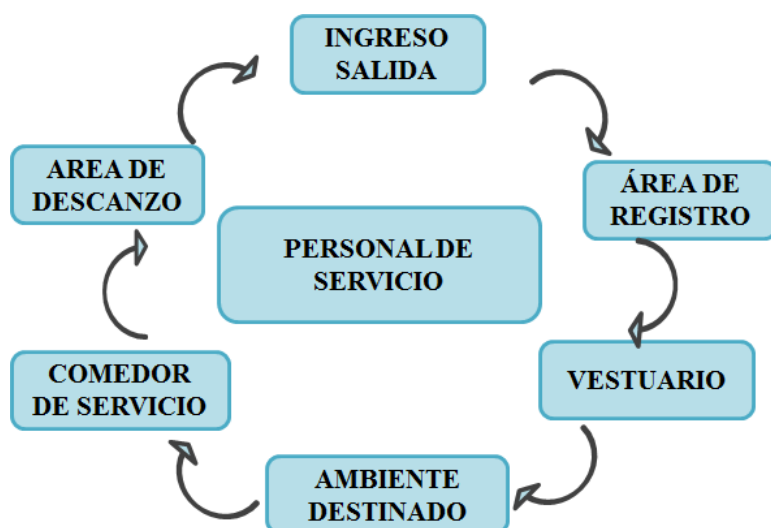 INGRESO
SALIDA
ÁREA DE
REGISTRO
VESTUARIO
AMBIENTE
DESTINADO
COMEDOR
DE SERVICIO
AREA DE
DESCANZO
PERSONAL DE
SERVICIO